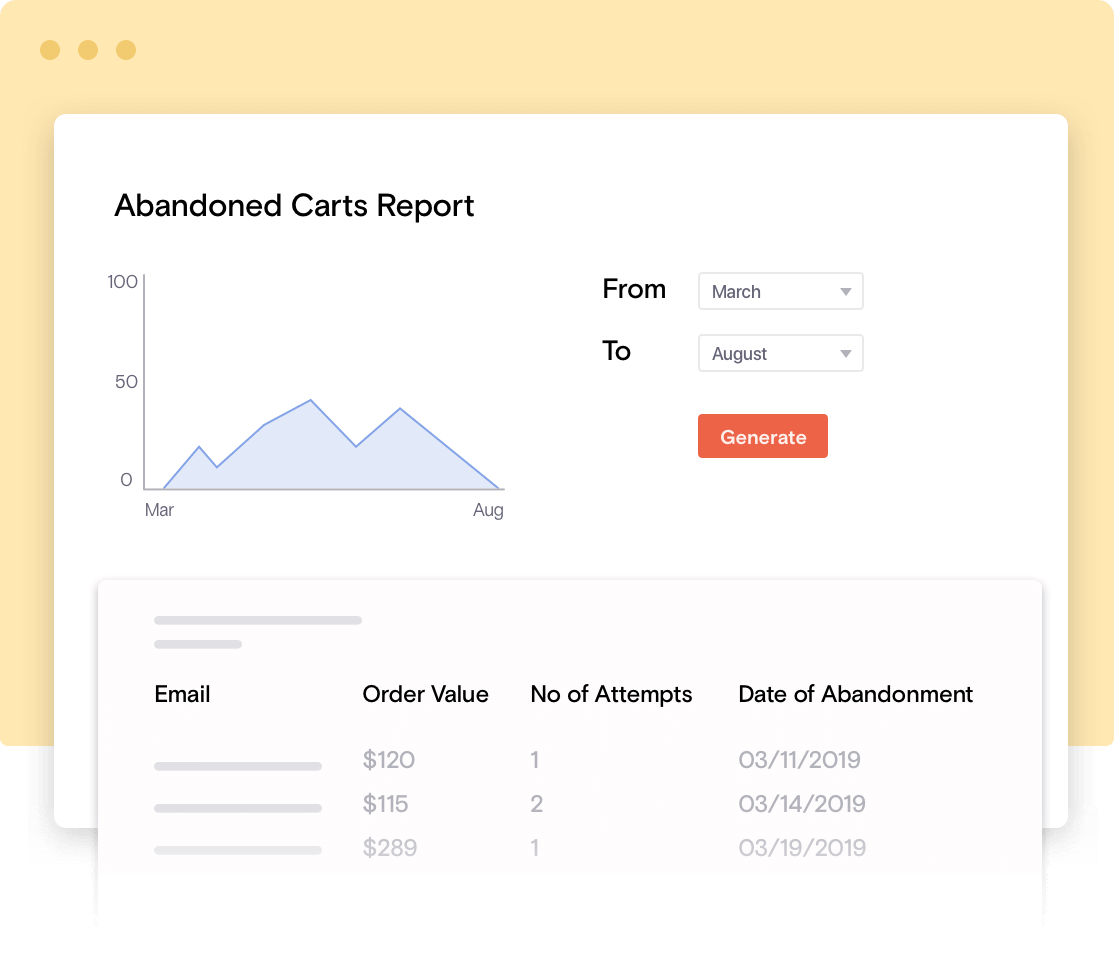 Abandoned Carts Report
100
50
0
Mar Aug
From March
To August
Generate
Email Order Value No of Attempts Date of Abandonment
$120 1 03/11/2019
$115 2 03/14/2019
$289 1 03/19/2019